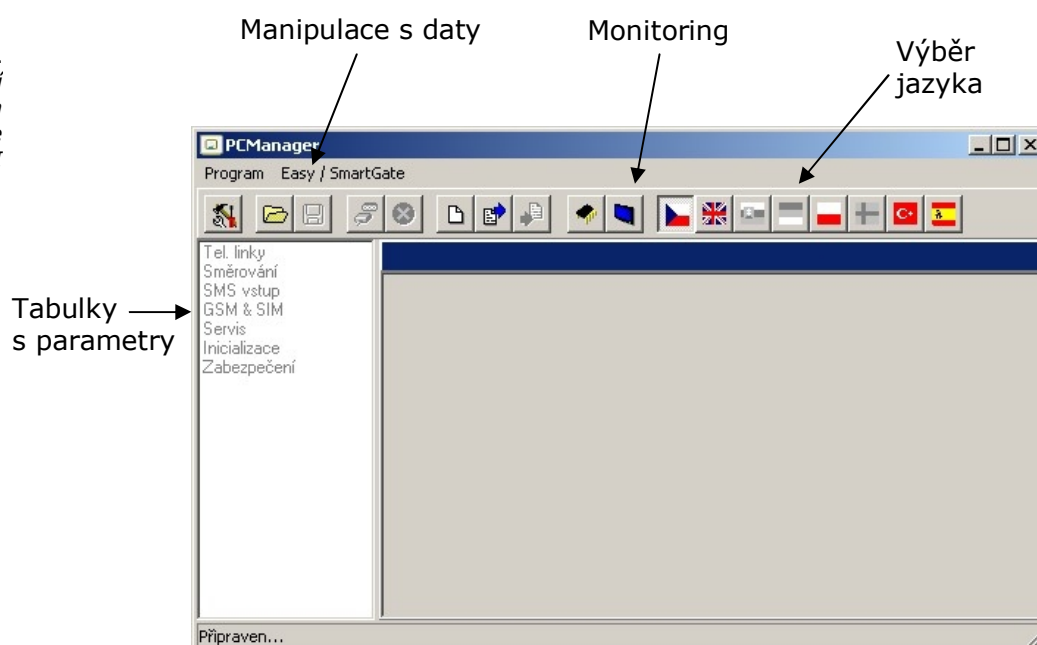 Manipulace s daty
Monitoring
Výběr
jazyka
PCManager
Program Easy / SmartGate
Tel. linky
Směrování
SMS vstup
GSM & SIM
Servis
Inicializace
Zabezpečení
Tabulky
s parametry
Připraven...